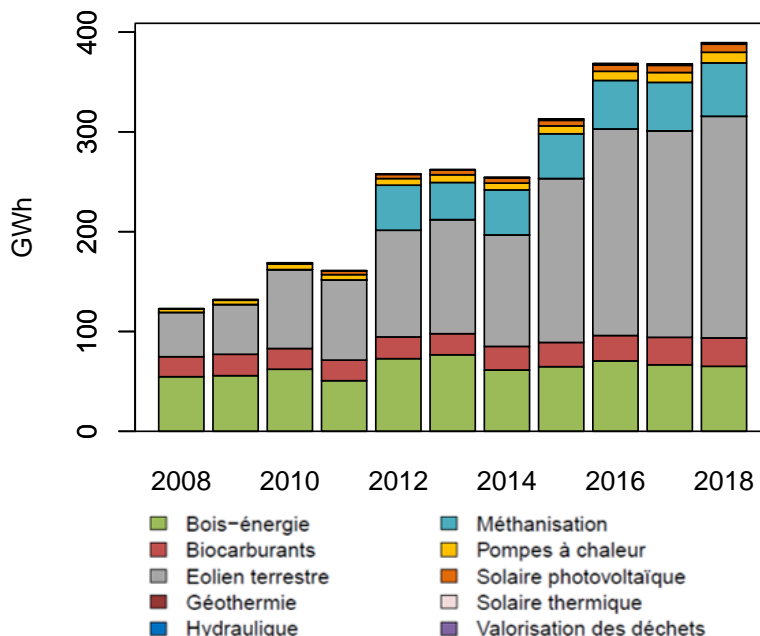 400
300
200
100
0
GWh
2008 2010 2012 2014 2016 2018
Bois−énergie
Biocarburants
Eolien terrestre
Géothermie
Hydraulique
Méthanisation
Pompes à chaleur
Solaire photovoltaïque
Solaire thermique
Valorisation des déchets